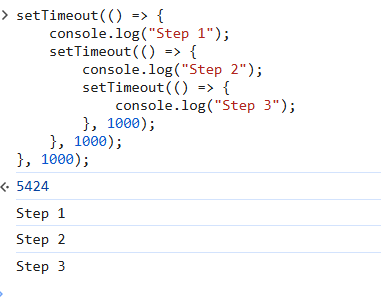 setTimeout(() => {
    console.log("Step 1");
    setTimeout(() => {
        console.log("Step 2");
        setTimeout(() => {
            console.log("Step 3");
        }, 1000);
    }, 1000);
}, 1000);
5424
Step 1
Step 2
Step 3